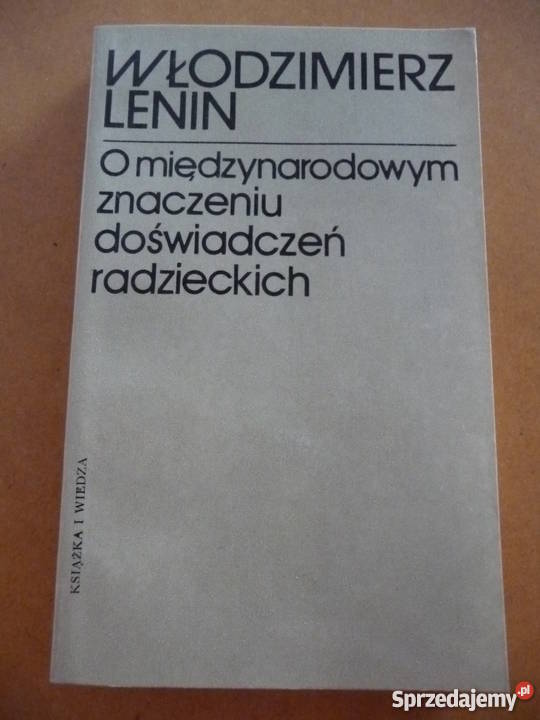 WŁODZIMIERZ
LENIN
O międzynarodowym
znaczeniu
doświadczeń
radzieckich
KSIĄŻKA I WIEDZA
Sprzedajemy.pl